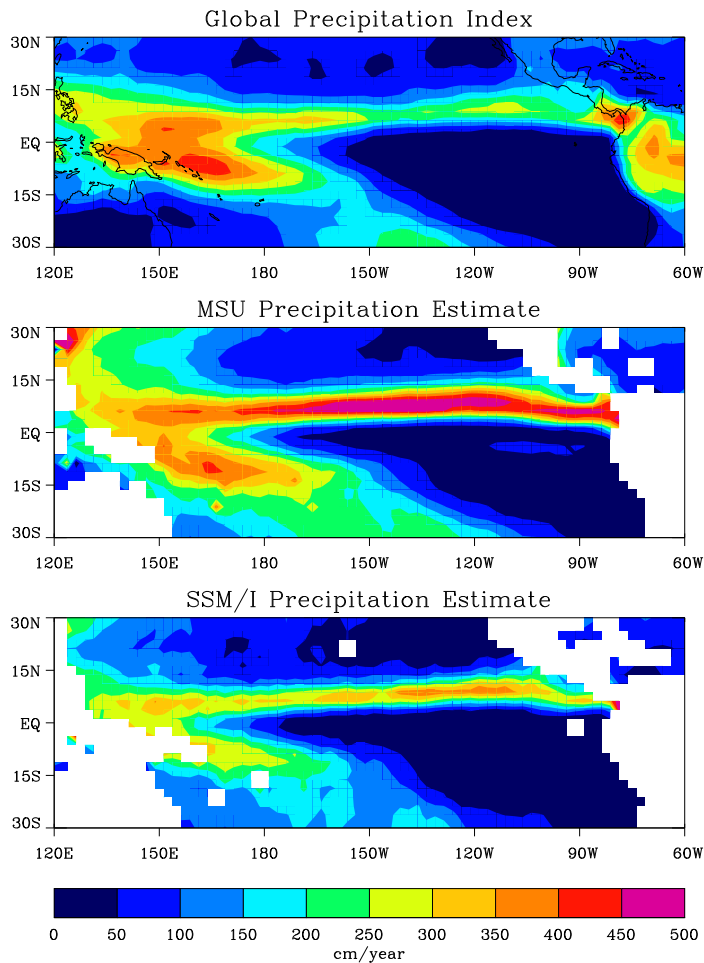 Global Precipitation Index
30N
15N
EQ
15S
30S
120E 150E 180 150W 120W 90W 60W
MSU Precipitation Estimate
30N
15N
EQ
15S
30S
120E 150E 180 150W 120W 90W 60W
SSM/I Precipitation Estimate
30N
15N
EQ
15S
30S
120E 150E 180 150W 120W 90W 60W
0 50 100 150 200 250 300 350 400 450 500
cm/year